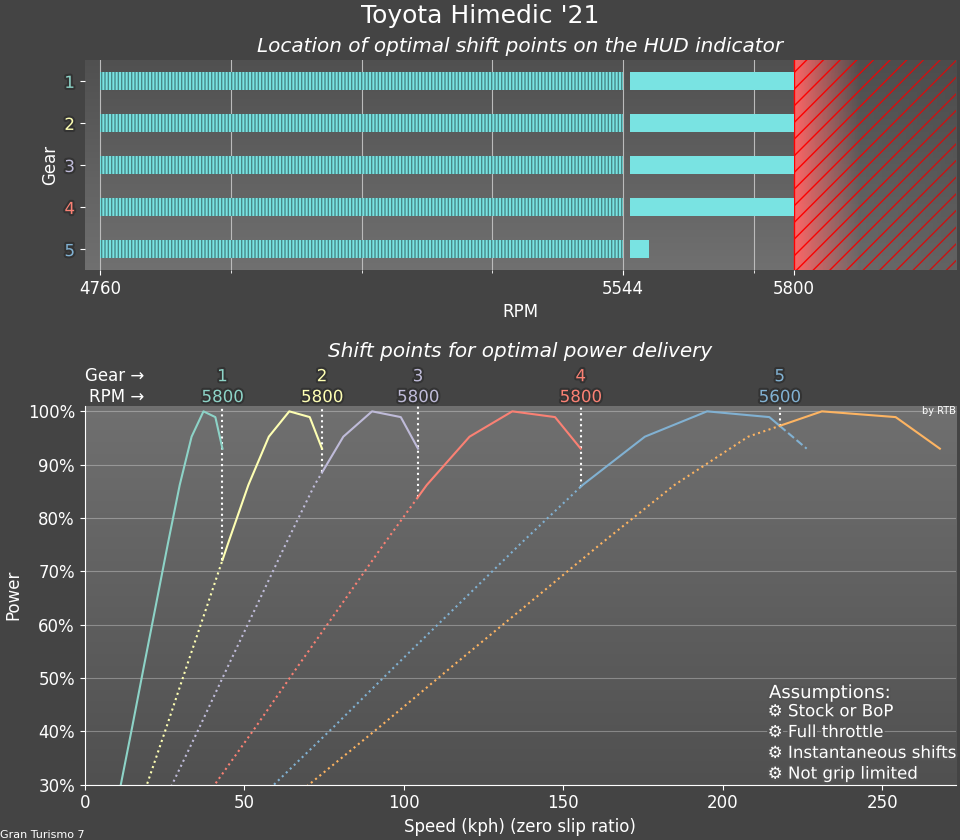 Toyota Himedic '21
Location of optimal shift points on the HUD indicator
Gear
1
2
3
4
5
4760 5544 5800
RPM
Shift points for optimal power delivery
Gear → 1 2 3 4 5
RPM → 5800 5800 5800 5800 5600
by RTB
Power
100%
90%
80%
70%
60%
50%
40%
30%
Assumptions:
⚙ Stock or BoP
⚙ Full throttle
⚙ Instantaneous shifts
⚙ Not grip limited
0 50 100 150 200 250
Speed (kph) (zero slip ratio)
Gran Turismo 7